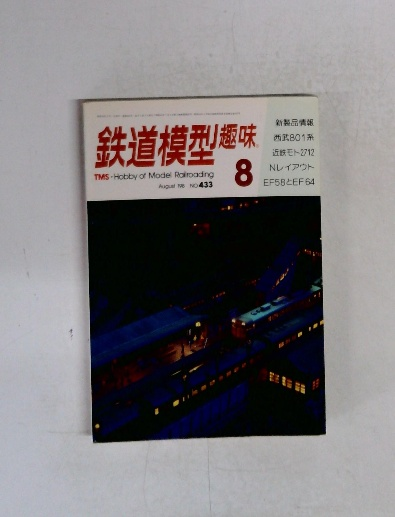 鉄道模型趣味
TMS・Hobby of Model Railroading
8
August '83 NO.433
新製品情報
西武801系
近鉄モト2712
Nレイアウト
EF58とEF64